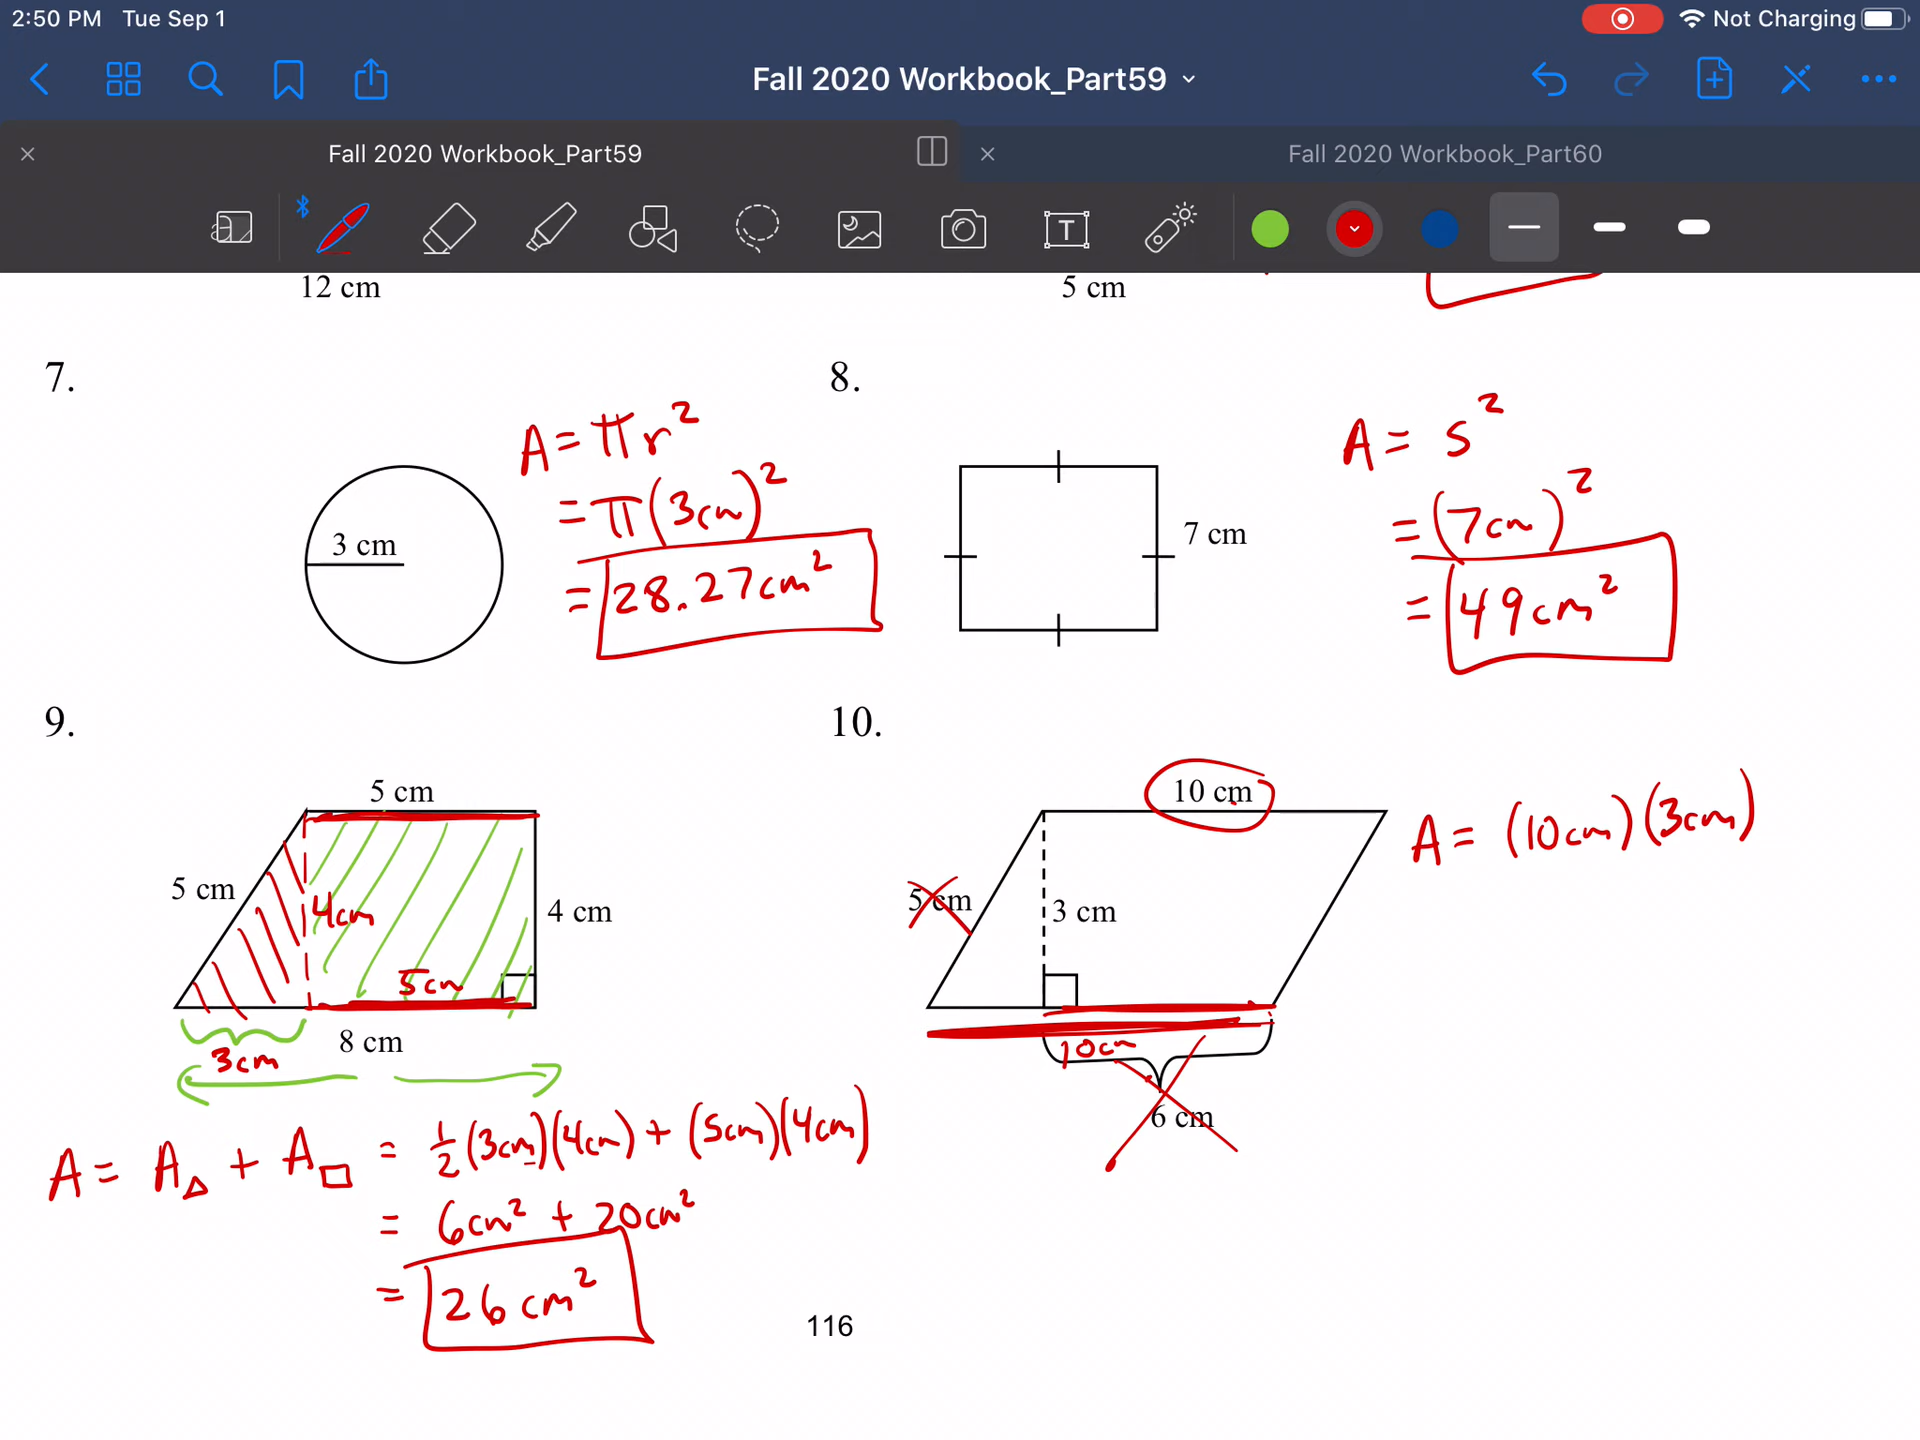 2:50 PM Tue Sep 1
Not Charging
Fall 2020 Workbook_Part59
Fall 2020 Workbook_Part59
Fall 2020 Workbook_Part60
T
12 cm
5 cm
7.
3 cm
A = πr²
= π(3cm)²
= 28.27cm²
8.
7 cm
A = s²
= (7cm)²
= 49cm²
9.
5 cm
5 cm
4cm
4 cm
5cm
3cm
8 cm
A = A△ + A□ = ½(3cm)(4cm) + (5cm)(4cm)
= 6cm² + 20cm²
= 26cm²
10.
10 cm
5 cm
3 cm
10cm
6 cm
A = (10cm)(3cm)
116